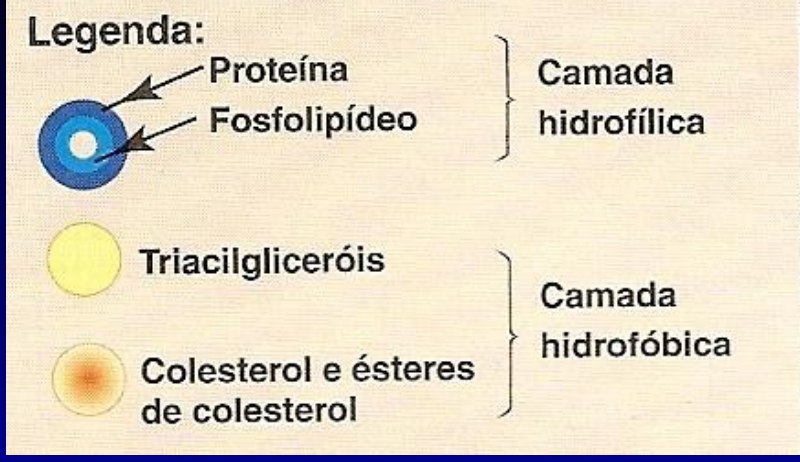 Legenda:
Proteína
Fosfolipídeo
Camada
hidrofílica
Triacilgliceróis
Camada
hidrofóbica
Colesterol e ésteres
de colesterol